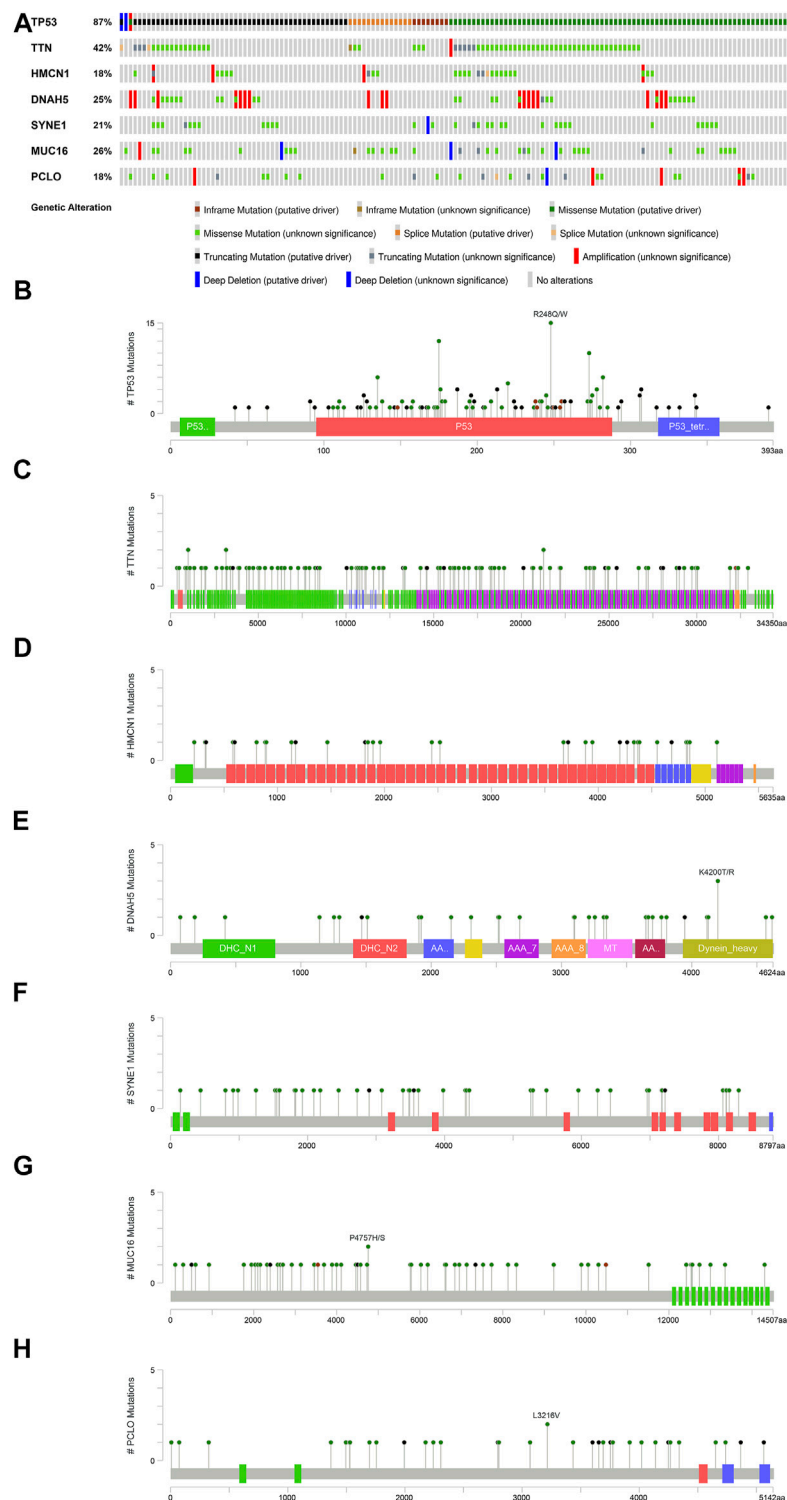 A
TP53 87%
TTN 42%
HMCN1 18%
DNAH5 25%
SYNE1 21%
MUC16 26%
PCLO 18%
Genetic Alteration
Inframe Mutation (putative driver) Inframe Mutation (unknown significance) Missense Mutation (putative driver)
Missense Mutation (unknown significance) Splice Mutation (putative driver) Splice Mutation (unknown significance)
Truncating Mutation (putative driver) Truncating Mutation (unknown significance) Amplification (unknown significance)
Deep Deletion (putative driver) Deep Deletion (unknown significance) No alterations
B
# TP53 Mutations
15
R248Q/W
5
0
P53.. P53 P53_tetr..
0 100 200 300 393aa
C
# TTN Mutations
5
0
0 5000 10000 15000 20000 25000 30000 34350aa
D
# HMCN1 Mutations
5
0
0 1000 2000 3000 4000 5000 5635aa
E
# DNAH5 Mutations
5
K4200T/R
0
DHC_N1 DHC_N2 AA.. AAA_7 AAA_8 MT AA.. Dynein_heavy
0 1000 2000 3000 4000 4624aa
F
# SYNE1 Mutations
5
0
0 2000 4000 6000 8000 8797aa
G
# MUC16 Mutations
5
P4757H/S
0
0 2000 4000 6000 8000 10000 12000 14507aa
H
# PCLO Mutations
5
L3216V
0
0 1000 2000 3000 4000 5142aa